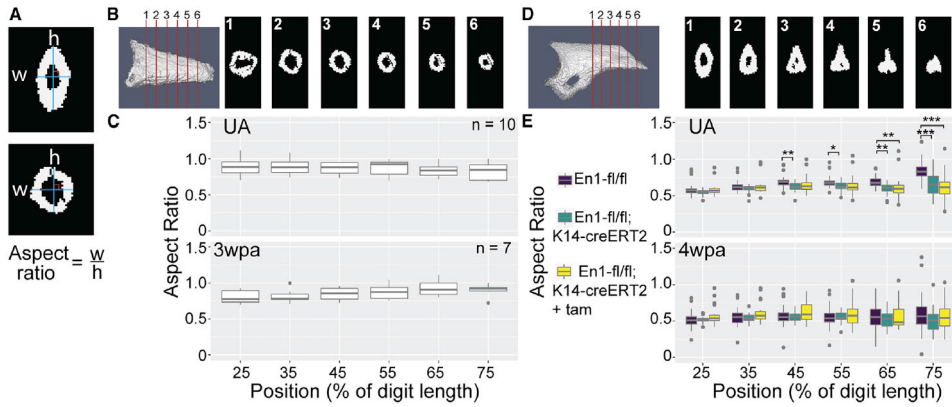 A
h
w
h
w
Aspect ratio = w/h
B
1 2 3 4 5 6
1 2 3 4 5 6
C
UA
n = 10
1.5
1.0
0.5
0
3wpa
n = 7
1.5
1.0
0.5
0
Aspect Ratio
25 35 45 55 65 75
Position (% of digit length)
D
1 2 3 4 5 6
1 2 3 4 5 6
E
En1-fl/fl
En1-fl/fl;
K14-creERT2
En1-fl/fl;
K14-creERT2
+ tam
UA
** * ** ** *** ***
1.5
1.0
0.5
0
4wpa
1.5
1.0
0.5
0
Aspect Ratio
25 35 45 55 65 75
Position (% of digit length)